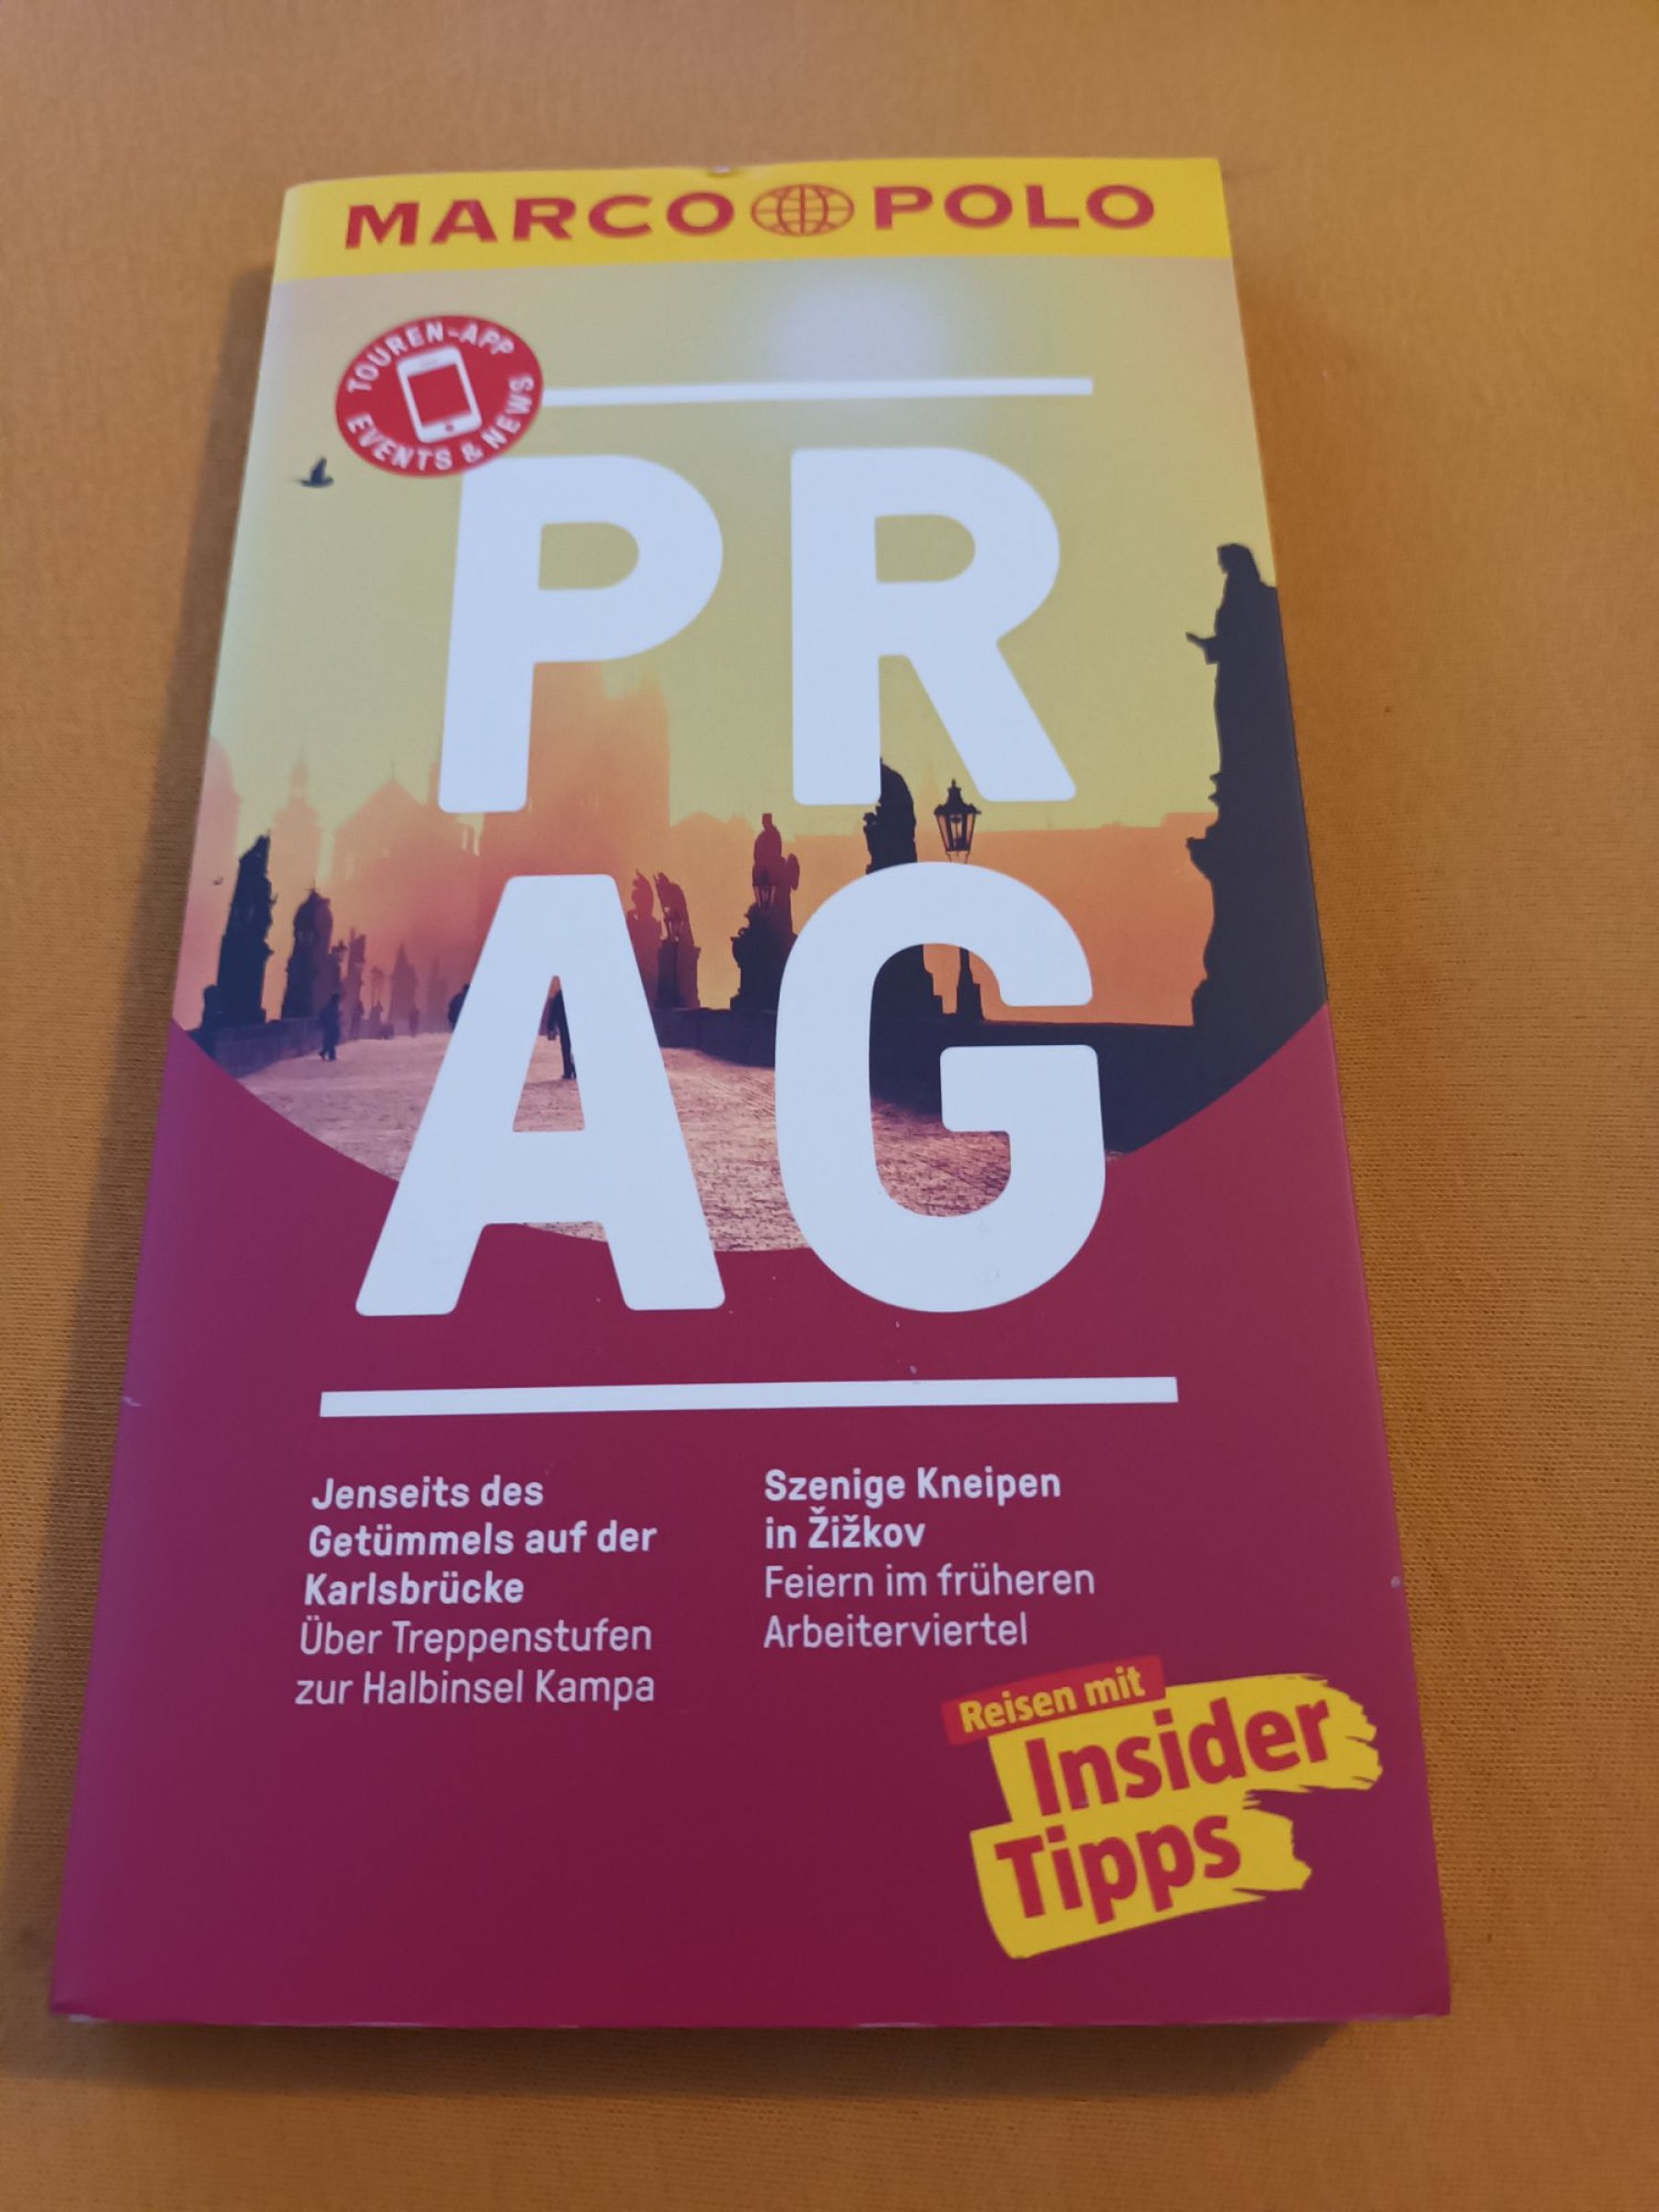 MARCO POLO
TOUREN-APP
EVENTS & NEWS
PR
AG
Jenseits des
Getümmels auf der
Karlsbrücke
Über Treppenstufen
zur Halbinsel Kampa
Szenige Kneipen
in Žižkov
Feiern im früheren
Arbeiterviertel
Reisen mit
Insider
Tipps